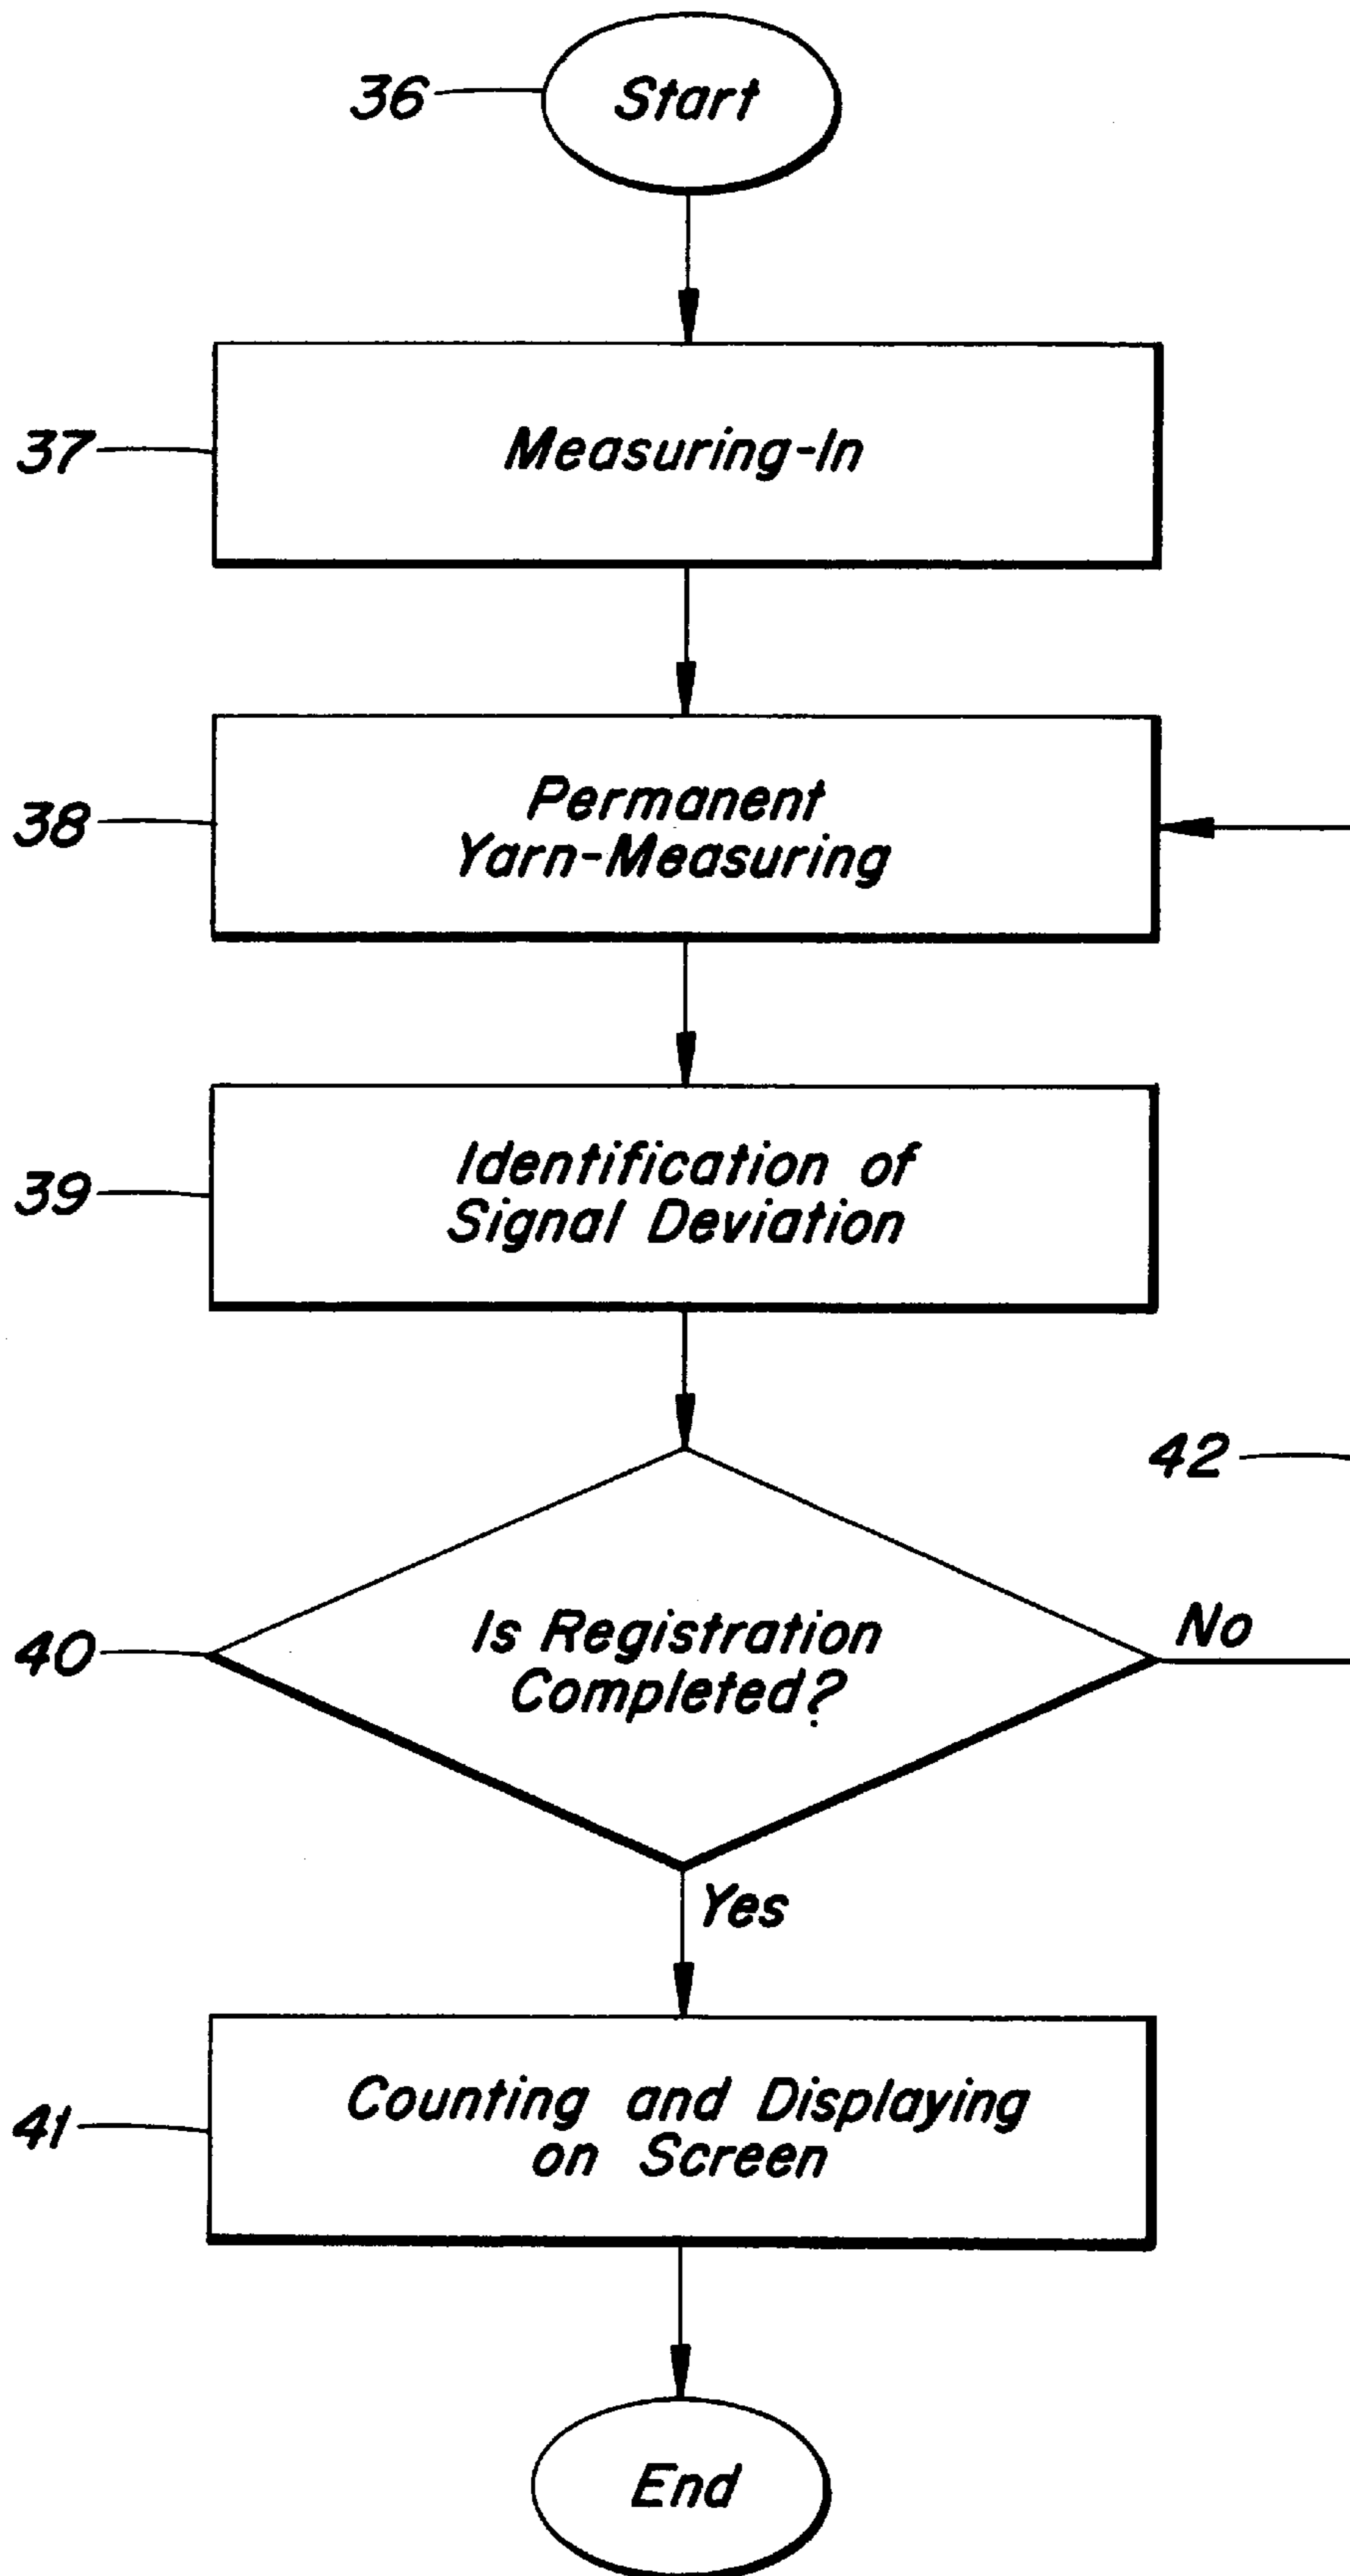 36
Start
37
Measuring-In
38
Permanent
Yarn-Measuring
39
Identification of
Signal Deviation
42
40
Is Registration
Completed?
No
Yes
41
Counting and Displaying
on Screen
End